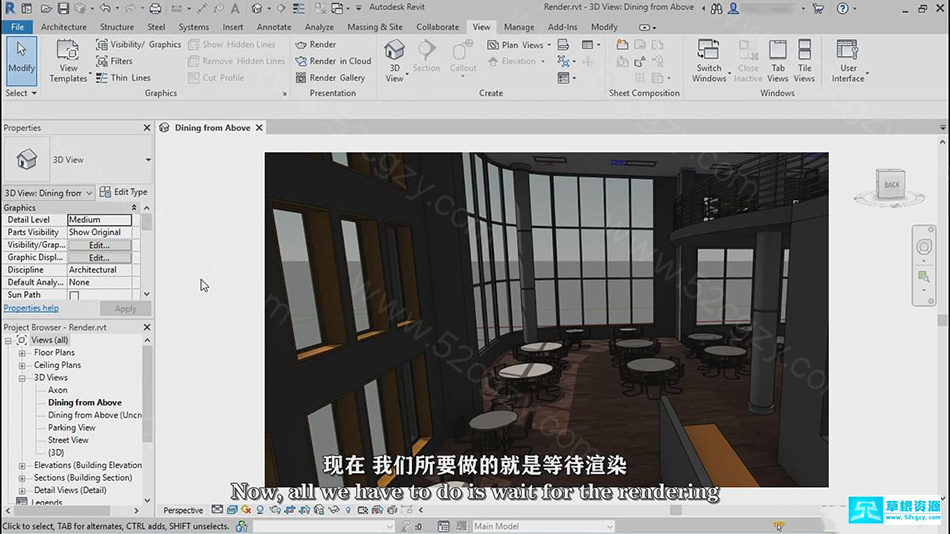 Autodesk Revit
Render.rvt - 3D View: Dining from Above
File Architecture Structure Steel Systems Insert Annotate Analyze Massing & Site Collaborate View Manage Add-Ins Modify
Modify
View Templates
Visibility/ Graphics
Filters
Thin Lines
Show Hidden Lines
Remove Hidden Lines
Cut Profile
Render
Render in Cloud
Render Gallery
3D View
Section
Callout
Plan Views
Elevation
Switch Windows
Close Inactive
Tab Views
Tile Views
User Interface
Select Graphics Presentation Create Sheet Composition Windows
Properties
Dining from Above
3D View
3D View: Dining from
Edit Type
Graphics
Detail Level Medium
Parts Visibility Show Original
Visibility/Grap... Edit...
Graphic Displ... Edit...
Discipline Architectural
Default Analy... None
Sun Path
Properties help
Apply
BACK
Project Browser - Render.rvt
Views (all)
Floor Plans
Ceiling Plans
3D Views
Axon
Dining from Above
Dining from Above (Uncr
Parking View
Street View
{3D}
Elevations (Building Elevation
Sections (Building Section)
Detail Views (Detail)
Legends
现在 我们所要做的就是等待渲染
Now, all we have to do is wait for the rendering
Perspective
Click to select, TAB for alternates, CTRL adds, SHIFT unselects.
:0
Main Model
草根资源
www.52cgzy.com